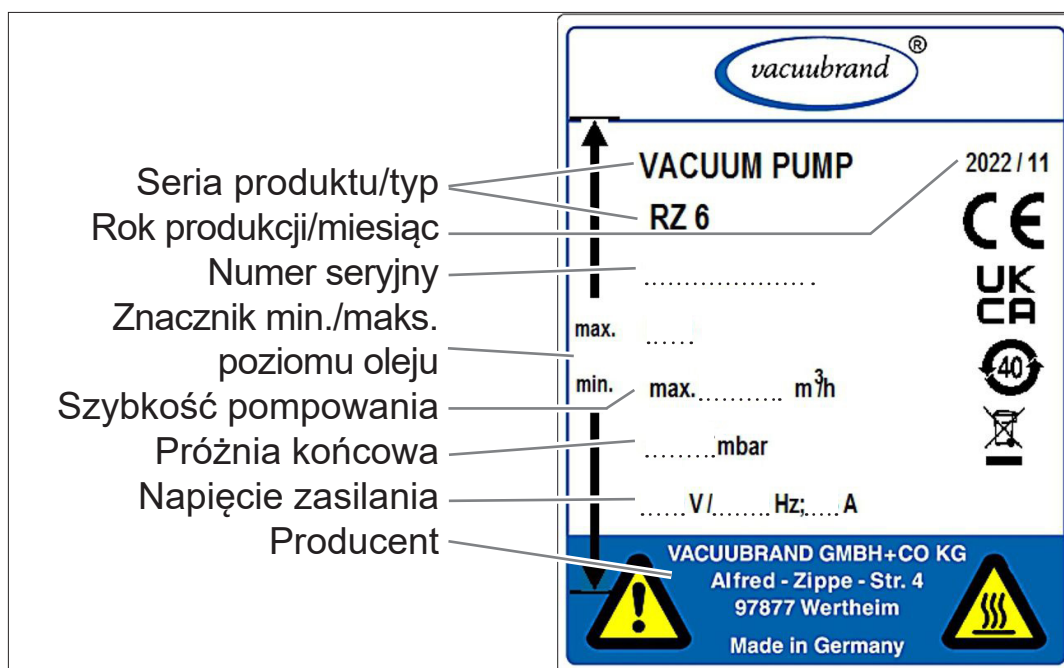 vacuubrand ®
Seria produktu/typ
Rok produkcji/miesiąc
Numer seryjny
Znacznik min./maks.
poziomu oleju
Szybkość pompowania
Próżnia końcowa
Napięcie zasilania
Producent
VACUUM PUMP
2022 / 11
RZ 6
CE
UK
CA
....................
max. ......
40
min. max........... m³/h
........mbar
.....V /....... Hz;..... A
VACUUBRAND GMBH+CO KG
Alfred - Zippe - Str. 4
97877 Wertheim
Made in Germany